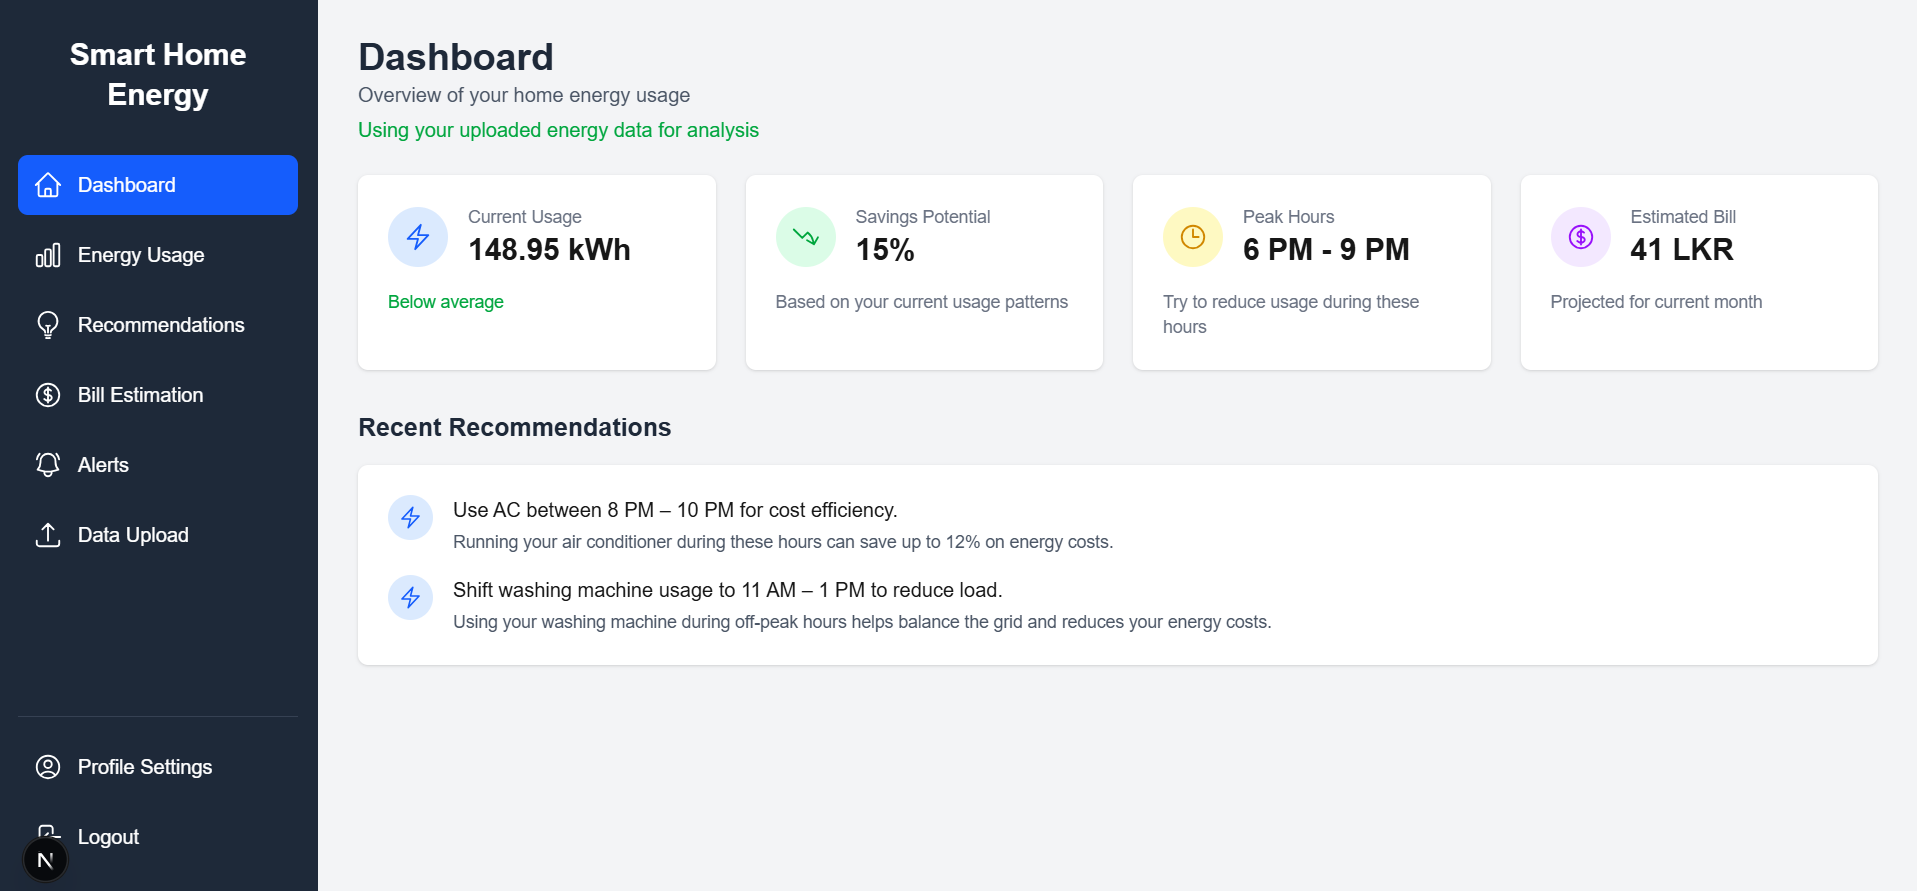 Smart Home
Energy
Dashboard
Energy Usage
Recommendations
Bill Estimation
Alerts
Data Upload
Profile Settings
Logout
N
Dashboard
Overview of your home energy usage
Using your uploaded energy data for analysis
Current Usage
148.95 kWh
Below average
Savings Potential
15%
Based on your current usage patterns
Peak Hours
6 PM - 9 PM
Try to reduce usage during these
hours
Estimated Bill
41 LKR
Projected for current month
Recent Recommendations
Use AC between 8 PM – 10 PM for cost efficiency.
Running your air conditioner during these hours can save up to 12% on energy costs.
Shift washing machine usage to 11 AM – 1 PM to reduce load.
Using your washing machine during off-peak hours helps balance the grid and reduces your energy costs.